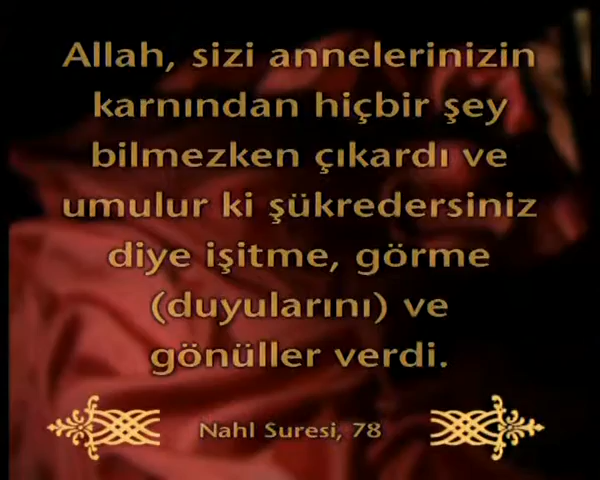 Allah, sizi annelerinizin
karnından hiçbir şey
bilmezken çıkardı ve
umulur ki şükredersiniz
diye işitme, görme
(duyularını) ve
gönüller verdi.
Nahl Suresi, 78